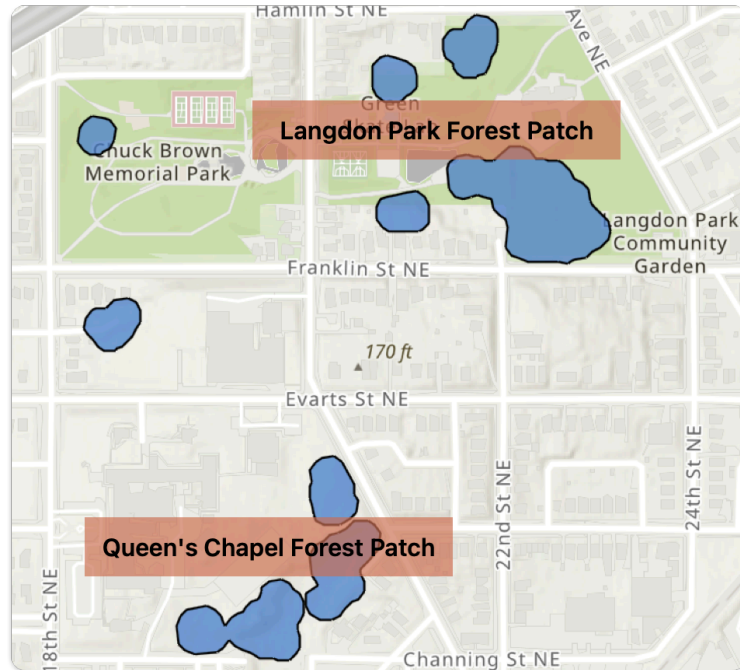 Hamlin St NE
Ave NE
Green
Langdon Park Forest Patch
Chuck Brown
Memorial Park
Langdon Park
Community
Garden
Franklin St NE
170 ft
Evarts St NE
24th St NE
22nd St NE
Queen's Chapel Forest Patch
18th St NE
Channing St NE